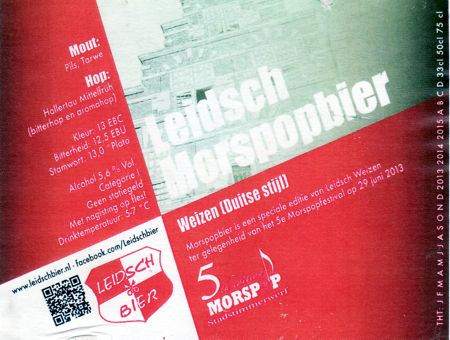 Mout:
Pils, Tarwe
Hop:
Hallertau Mittelfrüh
(bitterhop en aromahop)
Kleur: 13 EBC
Bitterheid: 12.5 EBU
Stamwort: 13.0 °Plato
Alcohol 5,6 % Vol
Categorie I
Geen statiegeld
Met nagisting op fles!
Drinktemperatuur: 5-7 °C
www.leidschbier.nl - facebook.com/Leidschbier
LEIDSCH
BIER
Leidsch
Morspopbier
Weizen (Duitse stijl)
Morspopbier is een speciale editie van Leidsch Weizen
ter gelegenheid van het 5e Morspopfestival op 29 juni 2013
5
MORSPOP
Stadstimmerwerf
THT: J F M A M J J A S O N D 2013 2014 2015 A B C D 33cl 50cl 75 cl